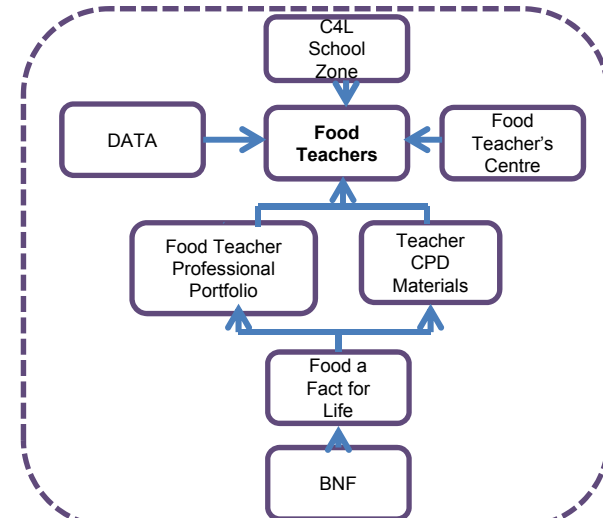 C4L
School
Zone
DATA
Food
Teachers
Food
Teacher's
Centre
Food Teacher
Professional
Portfolio
Teacher
CPD
Materials
Food a
Fact for
Life
BNF